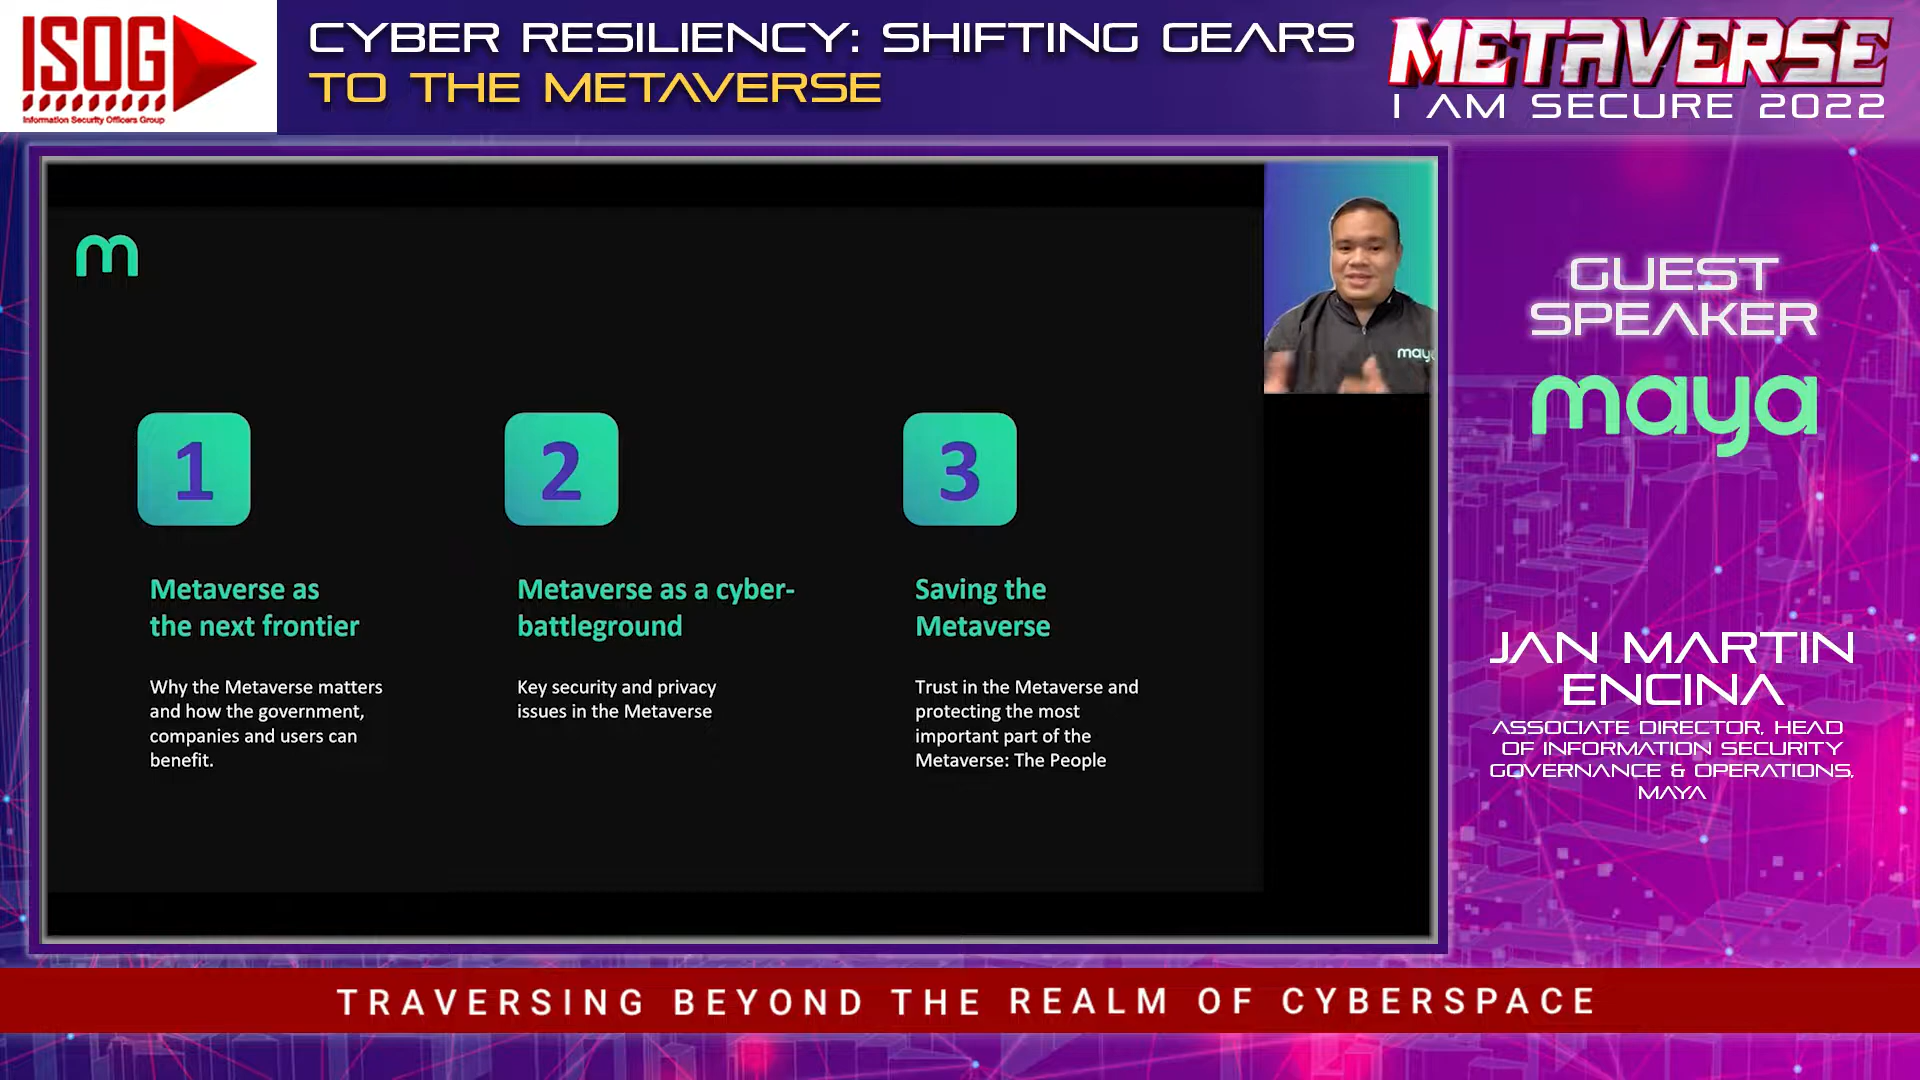 ISOG
Information Security Officers Group
CYBER RESILIENCY: SHIFTING GEARS
TO THE METAVERSE
METAVERSE
I AM SECURE 2022
m
maya
1
2
3
Metaverse as
the next frontier
Why the Metaverse matters
and how the government,
companies and users can
benefit.
Metaverse as a cyber-
battleground
Key security and privacy
issues in the Metaverse
Saving the
Metaverse
Trust in the Metaverse and
protecting the most
important part of the
Metaverse: The People
GUEST
SPEAKER
maya
JAN MARTIN
ENCINA
ASSOCIATE DIRECTOR, HEAD
OF INFORMATION SECURITY
GOVERNANCE & OPERATIONS,
MAYA
TRAVERSING BEYOND THE REALM OF CYBERSPACE